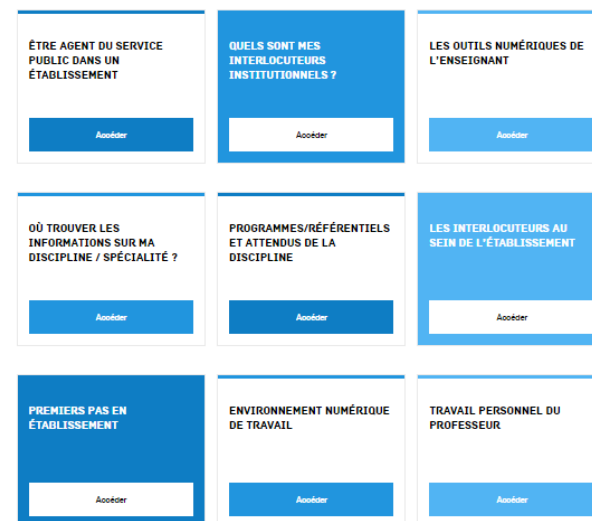 ÊTRE AGENT DU SERVICE
PUBLIC DANS UN
ÉTABLISSEMENT
Accéder
QUELS SONT MES
INTERLOCUTEURS
INSTITUTIONNELS ?
Accéder
LES OUTILS NUMÉRIQUES DE
L'ENSEIGNANT
Accéder
OÙ TROUVER LES
INFORMATIONS SUR MA
DISCIPLINE / SPÉCIALITÉ ?
Accéder
PROGRAMMES/RÉFÉRENTIELS
ET ATTENDUS DE LA
DISCIPLINE
Accéder
LES INTERLOCUTEURS AU
SEIN DE L'ÉTABLISSEMENT
Accéder
PREMIERS PAS EN
ÉTABLISSEMENT
Accéder
ENVIRONNEMENT NUMÉRIQUE
DE TRAVAIL
Accéder
TRAVAIL PERSONNEL DU
PROFESSEUR
Accéder